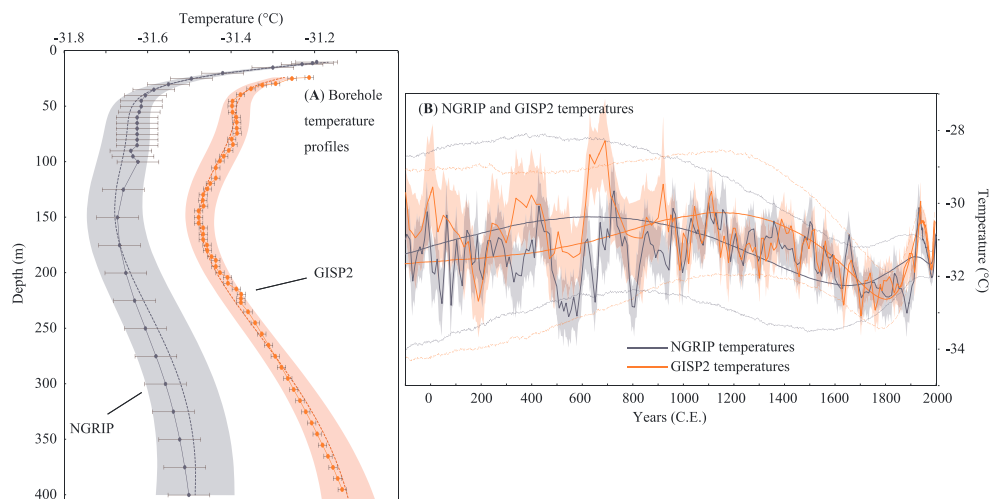 Temperature (°C)
-31.8 -31.6 -31.4 -31.2
0
50
100
150
200
250
300
350
400
Depth (m)
(A) Borehole
temperature
profiles
GISP2
NGRIP
(B) NGRIP and GISP2 temperatures
-28
-30
-32
-34
Temperature (°C)
NGRIP temperatures
GISP2 temperatures
0 200 400 600 800 1000 1200 1400 1600 1800 2000
Years (C.E.)